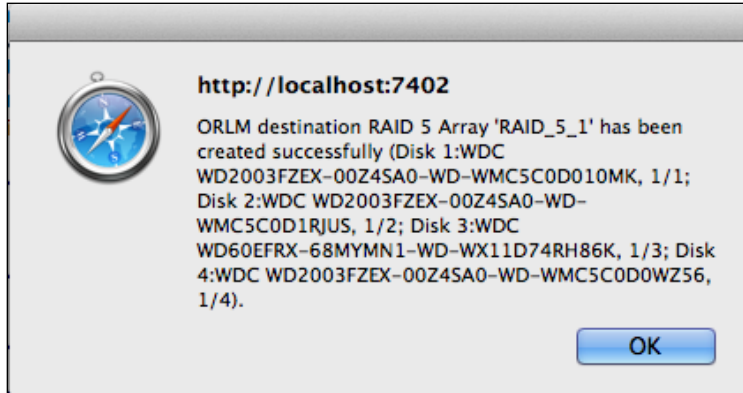 http://localhost:7402
ORLM destination RAID 5 Array 'RAID_5_1' has been
created successfully (Disk 1:WDC
WD2003FZEX-00Z4SA0-WD-WMC5C0D010MK, 1/1;
Disk 2:WDC WD2003FZEX-00Z4SA0-WD-
WMC5C0D1RJUS, 1/2; Disk 3:WDC
WD60EFRX-68MYMN1-WD-WX11D74RH86K, 1/3; Disk
4:WDC WD2003FZEX-00Z4SA0-WD-WMC5C0D0WZ56,
1/4).
OK